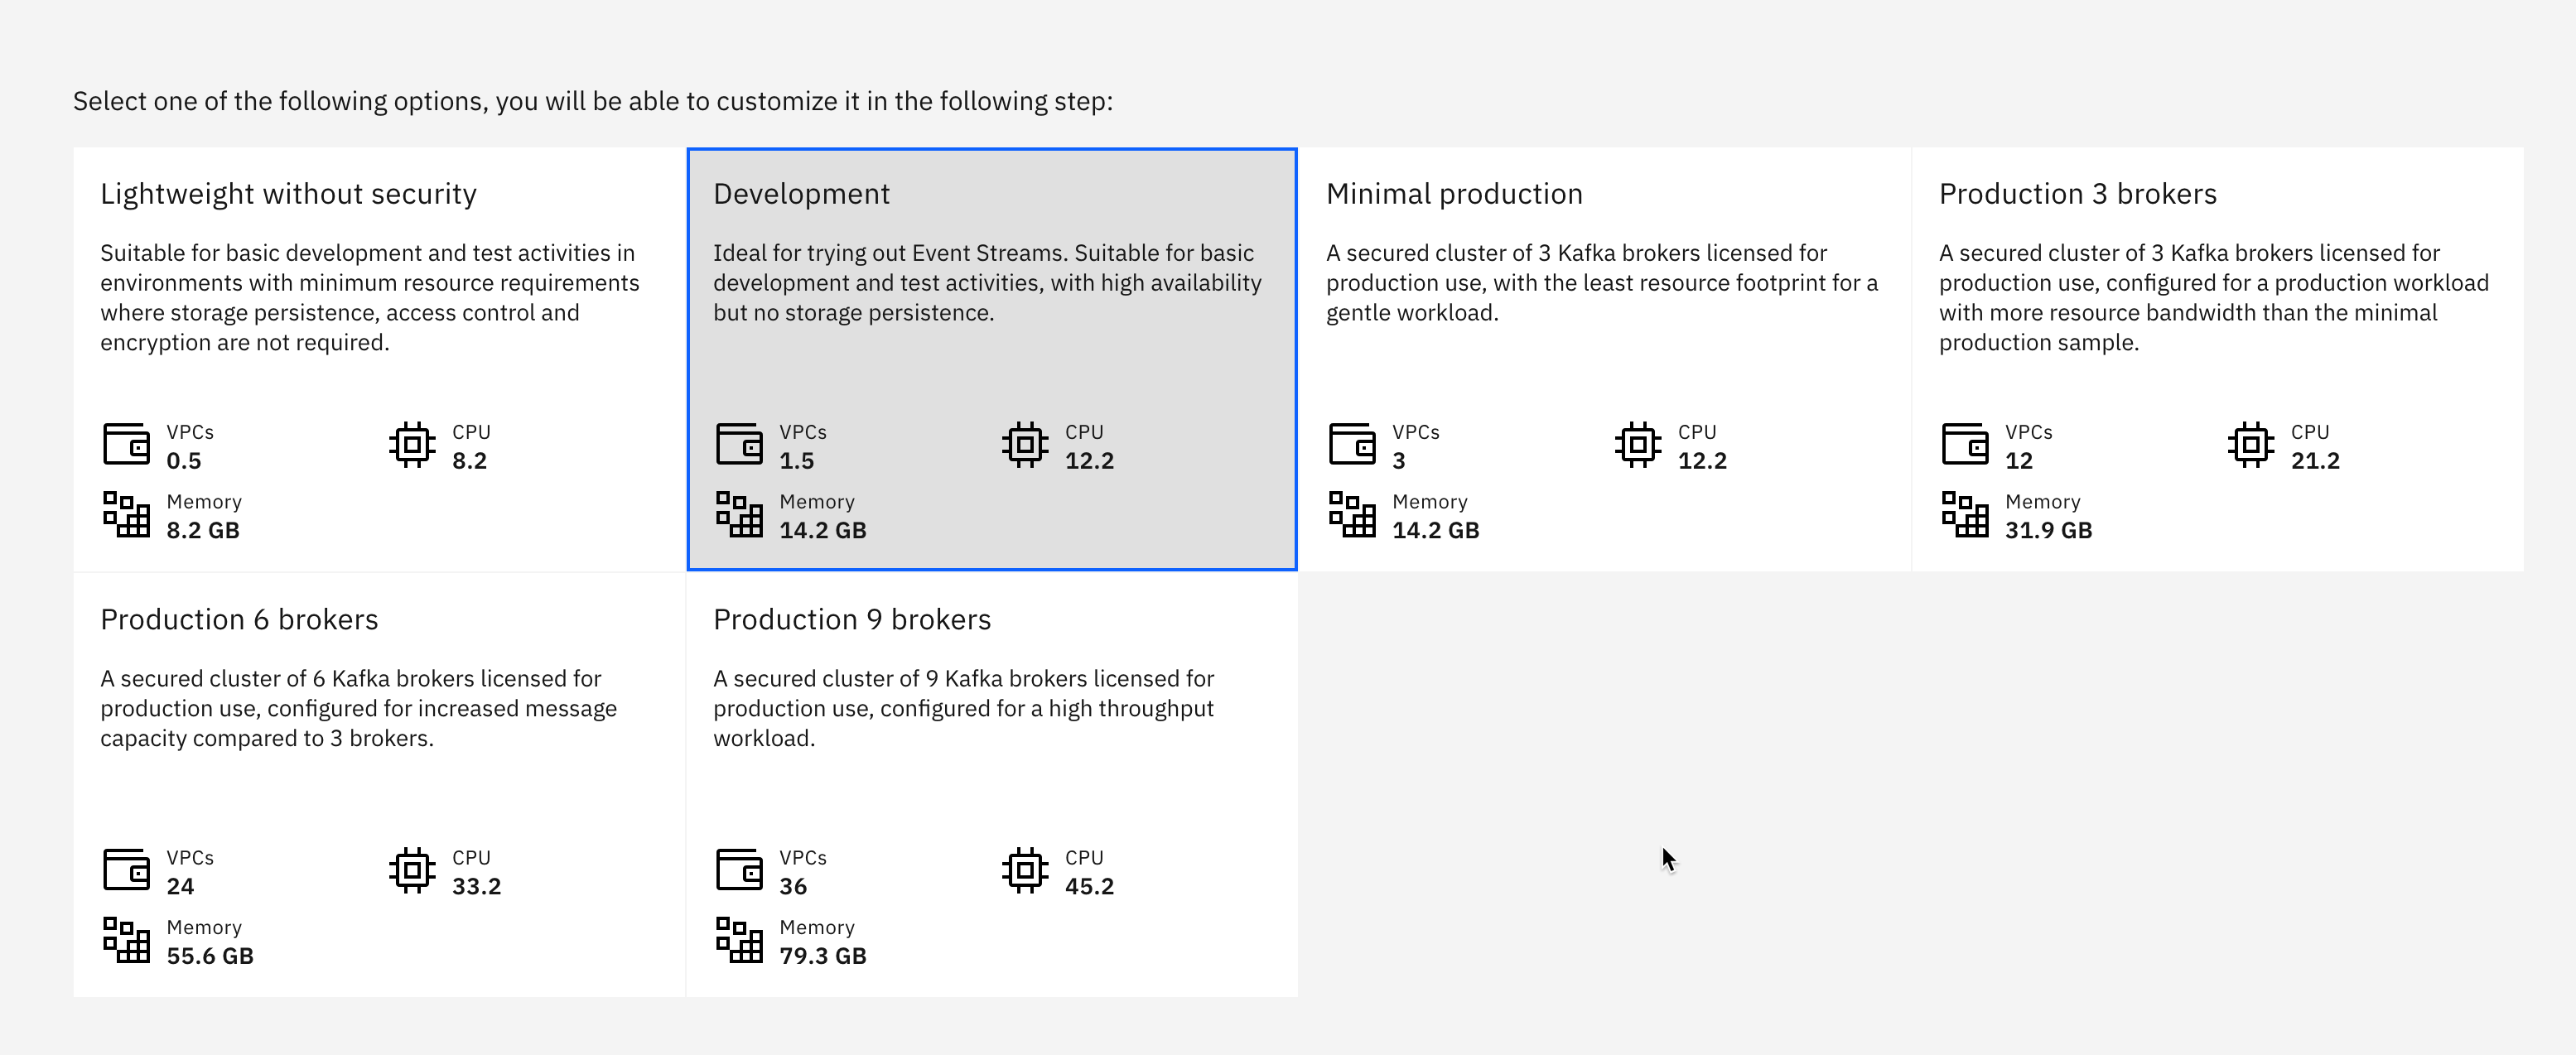 Select one of the following options, you will be able to customize it in the following step:
Lightweight without security
Suitable for basic development and test activities in
environments with minimum resource requirements
where storage persistence, access control and
encryption are not required.
VPCs
0.5
CPU
8.2
Memory
8.2 GB
Development
Ideal for trying out Event Streams. Suitable for basic
development and test activities, with high availability
but no storage persistence.
VPCs
1.5
CPU
12.2
Memory
14.2 GB
Minimal production
A secured cluster of 3 Kafka brokers licensed for
production use, with the least resource footprint for a
gentle workload.
VPCs
3
CPU
12.2
Memory
14.2 GB
Production 3 brokers
A secured cluster of 3 Kafka brokers licensed for
production use, configured for a production workload
with more resource bandwidth than the minimal
production sample.
VPCs
12
CPU
21.2
Memory
31.9 GB
Production 6 brokers
A secured cluster of 6 Kafka brokers licensed for
production use, configured for increased message
capacity compared to 3 brokers.
VPCs
24
CPU
33.2
Memory
55.6 GB
Production 9 brokers
A secured cluster of 9 Kafka brokers licensed for
production use, configured for a high throughput
workload.
VPCs
36
CPU
45.2
Memory
79.3 GB